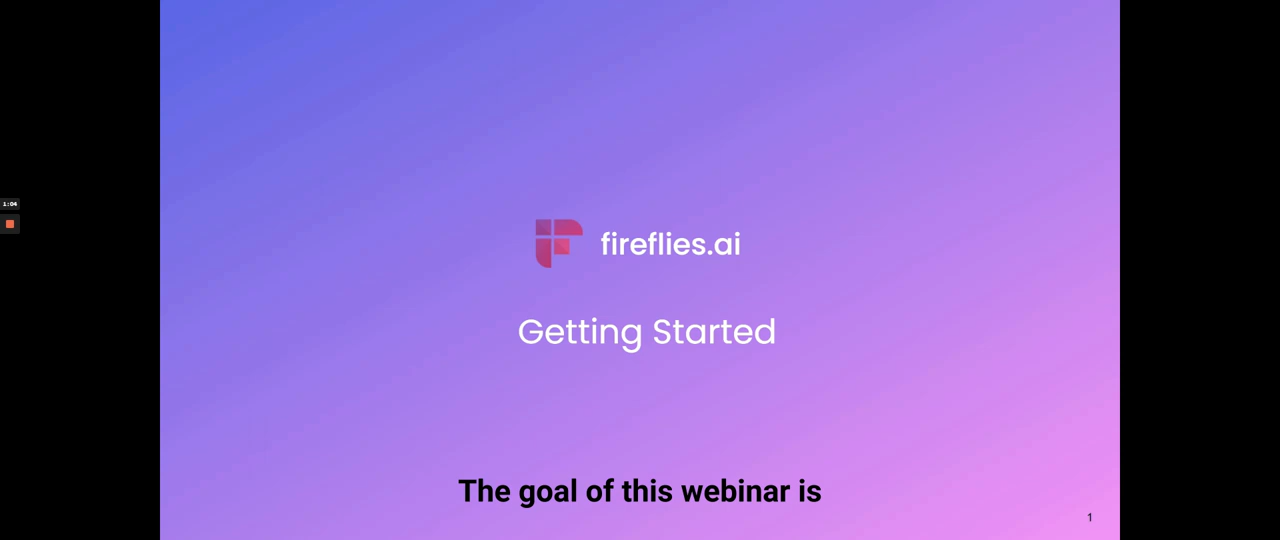 1:04
fireflies.ai
Getting Started
The goal of this webinar is
1